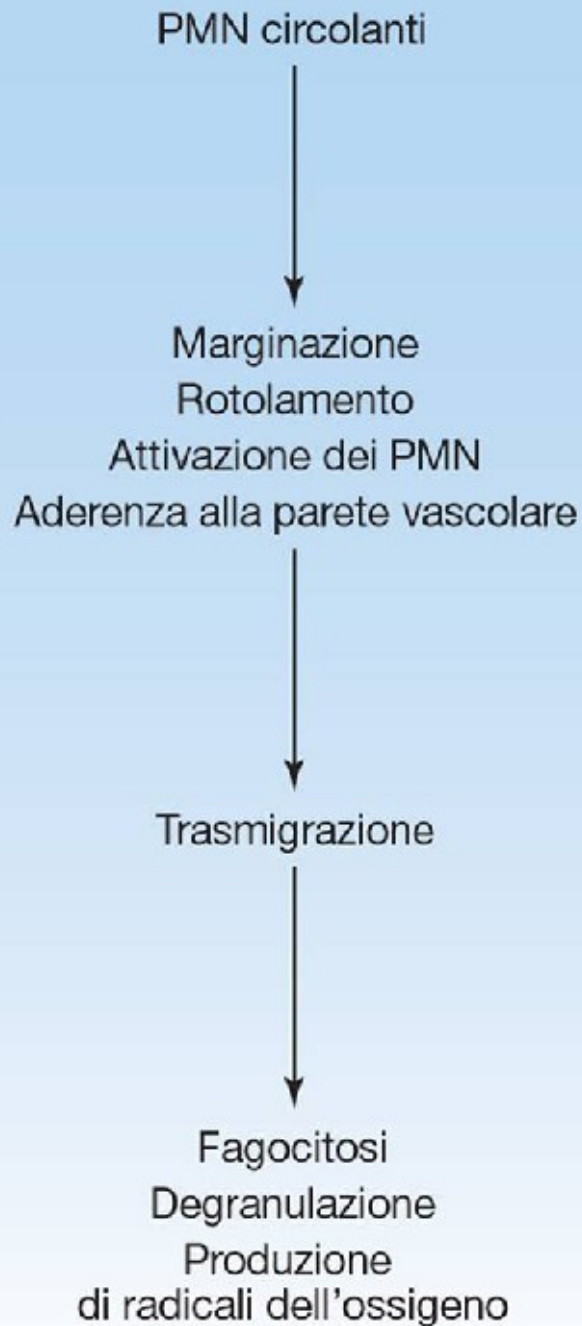 PMN circolanti
Marginazione
Rotolamento
Attivazione dei PMN
Aderenza alla parete vascolare
Trasmigrazione
Fagocitosi
Degranulazione
Produzione
di radicali dell'ossigeno